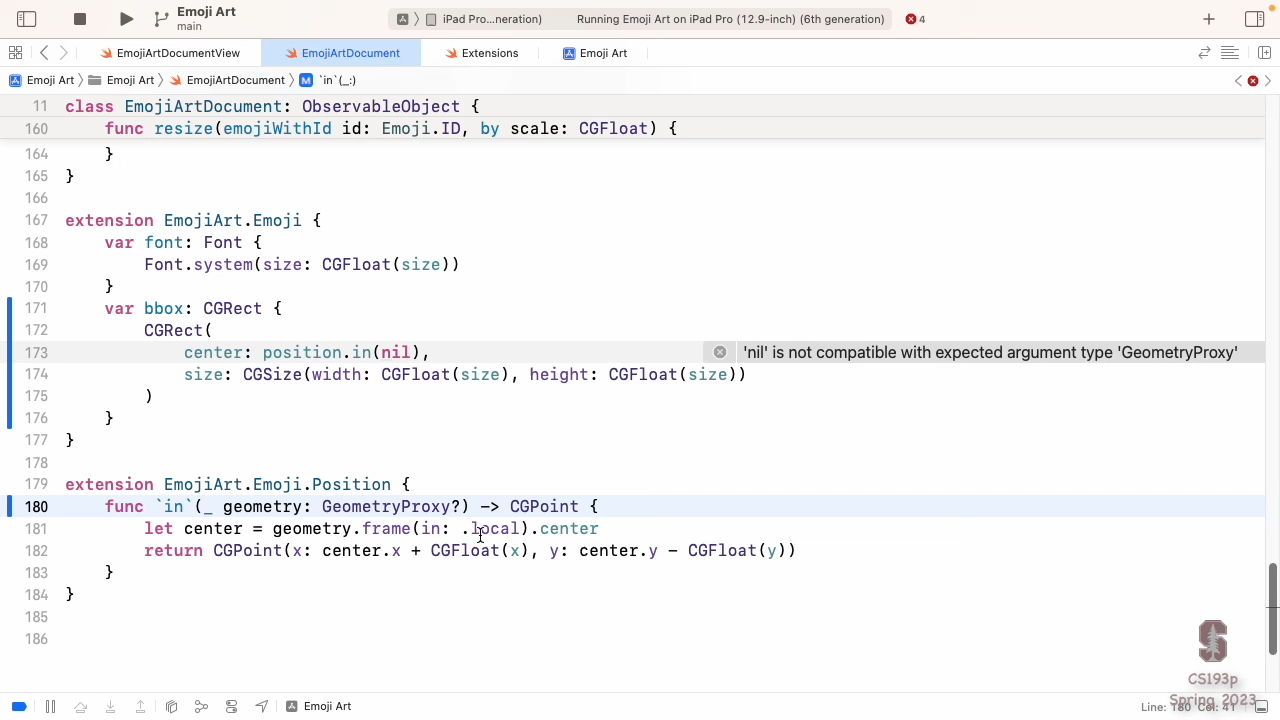 Emoji Art
main
iPad Pro...neration)
Running Emoji Art on iPad Pro (12.9-inch) (6th generation)
4
EmojiArtDocumentView
EmojiArtDocument
Extensions
Emoji Art
Emoji Art
Emoji Art
EmojiArtDocument
M `in`(_:)
11 class EmojiArtDocument: ObservableObject {
160 func resize(emojiWithId id: Emoji.ID, by scale: CGFloat) {
164 }
165 }
166
167 extension EmojiArt.Emoji {
168 var font: Font {
169 Font.system(size: CGFloat(size))
170 }
171 var bbox: CGRect {
172 CGRect(
173 center: position.in(nil),
'nil' is not compatible with expected argument type 'GeometryProxy'
174 size: CGSize(width: CGFloat(size), height: CGFloat(size))
175 )
176 }
177 }
178
179 extension EmojiArt.Emoji.Position {
180 func `in`(_ geometry: GeometryProxy?) -> CGPoint {
181 let center = geometry.frame(in: .local).center
182 return CGPoint(x: center.x + CGFloat(x), y: center.y - CGFloat(y))
183 }
184 }
185
186
S
CS193p
Spring 2023
Emoji Art
Line: 180 Col: 41